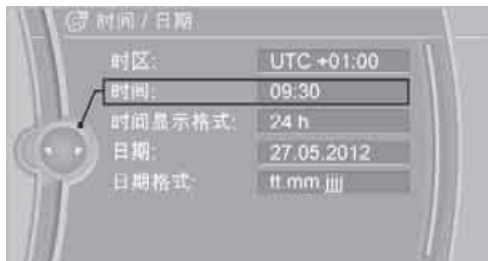 时间 / 日期
时区: UTC +01:00
时间: 09:30
时间显示格式: 24 h
日期: 27.05.2012
日期格式: tt.mm jjjj